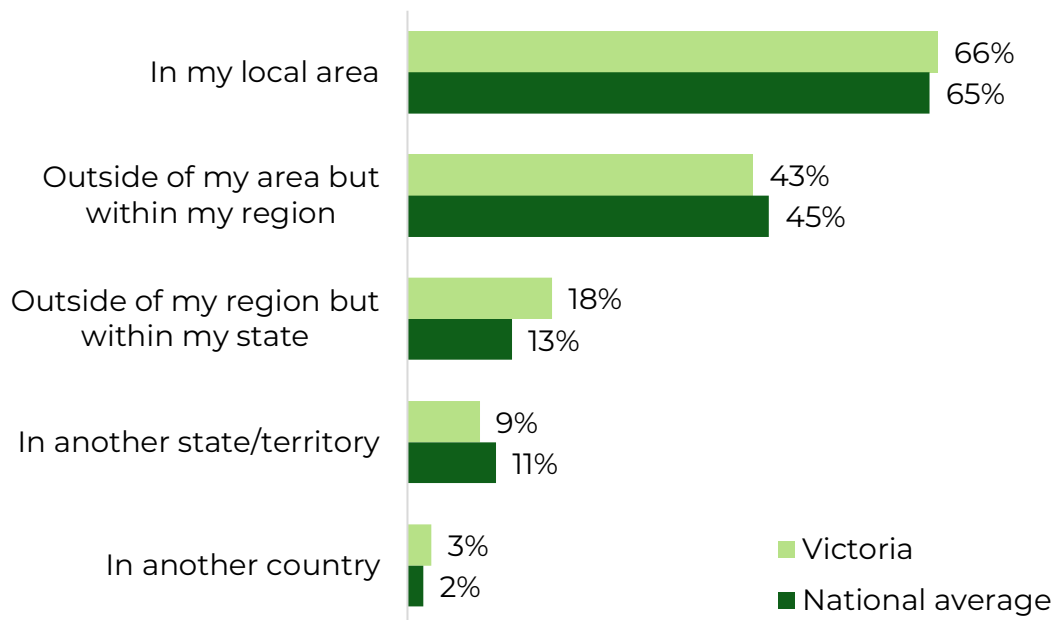 In my local area
66%
65%
Outside of my area but
within my region
43%
45%
Outside of my region but
within my state
18%
13%
In another state/territory
9%
11%
In another country
3%
2%
Victoria
National average